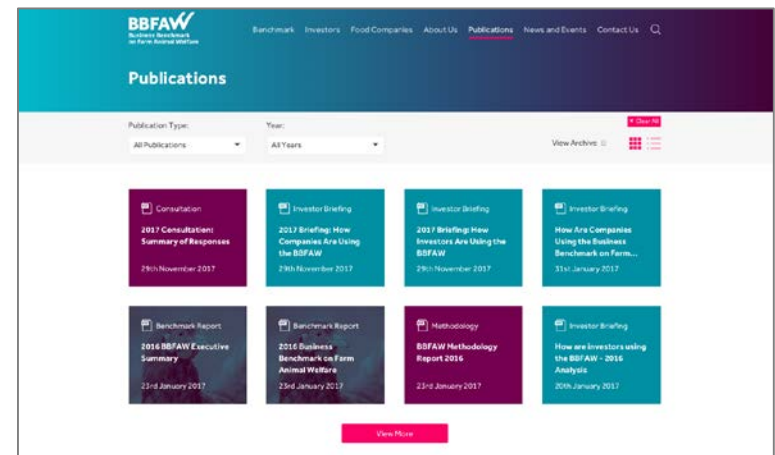 BBFAW
Business Benchmark
on Farm Animal Welfare
Benchmark Investors Food Companies About Us Publications News and Events Contact Us
Publications
Publication Type:
Year:
× Clear All
All Publications
All Years
View Archive
Consultation
2017 Consultation:
Summary of Responses
29th November 2017
Investor Briefing
2017 Briefing: How
Companies Are Using
the BBFAW
29th November 2017
Investor Briefing
2017 Briefing: How
Investors Are Using the
BBFAW
29th November 2017
Investor Briefing
How Are Companies
Using the Business
Benchmark on Farm...
31st January 2017
Benchmark Report
2016 BBFAW Executive
Summary
23rd January 2017
Benchmark Report
2016 Business
Benchmark on Farm
Animal Welfare
23rd January 2017
Methodology
BBFAW Methodology
Report 2016
23rd January 2017
Investor Briefing
How are investors using
the BBFAW - 2016
Analysis
20th January 2017
View More